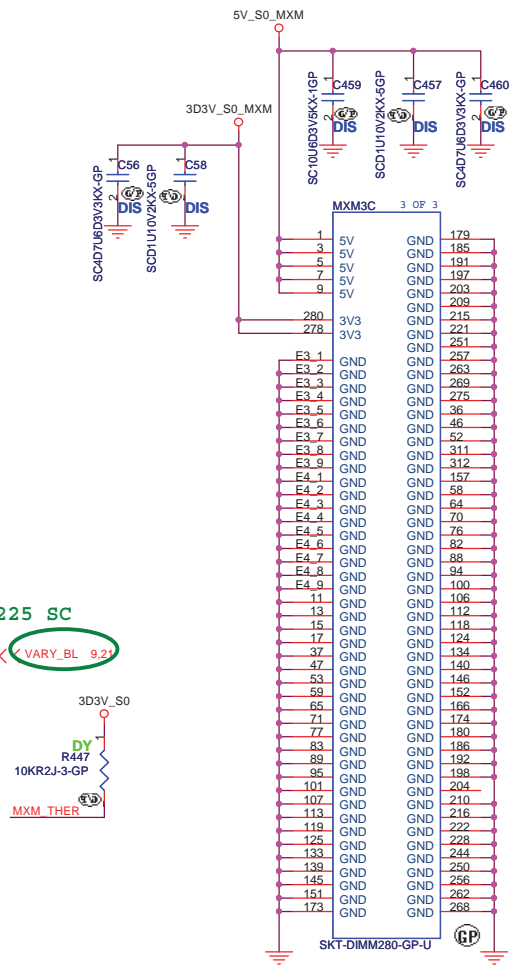 5V_S0_MXM
3D3V_S0_MXM
1 C459 2 SC10U6D3V5KX-1GP G/P DIS
1 C457 2 SCD1U10V2KX-5GP DIS
1 C460 2 SC4D7U6D3V3KX-GP G/P DIS
1 C56 2 SC4D7U6D3V3KX-GP G/P DIS
1 C58 2 SCD1U10V2KX-5GP DIS
MXM3C 3 OF 3
1 5V GND 179
3 5V GND 185
5 5V GND 191
7 5V GND 197
9 5V GND 203
GND 209
280 3V3 GND 215
278 3V3 GND 221
GND 251
E3_1 GND GND 257
E3_2 GND GND 263
E3_3 GND GND 269
E3_4 GND GND 275
E3_5 GND GND 36
E3_6 GND GND 46
E3_7 GND GND 52
E3_8 GND GND 311
E3_9 GND GND 312
E4_1 GND GND 157
E4_2 GND GND 58
E4_3 GND GND 64
E4_4 GND GND 70
E4_5 GND GND 76
E4_6 GND GND 82
E4_7 GND GND 88
E4_8 GND GND 94
E4_9 GND GND 100
11 GND GND 106
13 GND GND 112
15 GND GND 118
17 GND GND 124
37 GND GND 134
47 GND GND 140
53 GND GND 146
59 GND GND 152
65 GND GND 166
71 GND GND 174
77 GND GND 180
83 GND GND 186
89 GND GND 192
95 GND GND 198
101 GND GND 204
107 GND GND 210
113 GND GND 216
119 GND GND 222
125 GND GND 228
133 GND GND 244
139 GND GND 250
145 GND GND 256
151 GND GND 262
173 GND GND 268
SKT-DIMM280-GP-U
GP
225 SC
VARY_BL 9,21
3D3V_S0
DY 1
R447
10KR2J-3-GP
MXM_THER